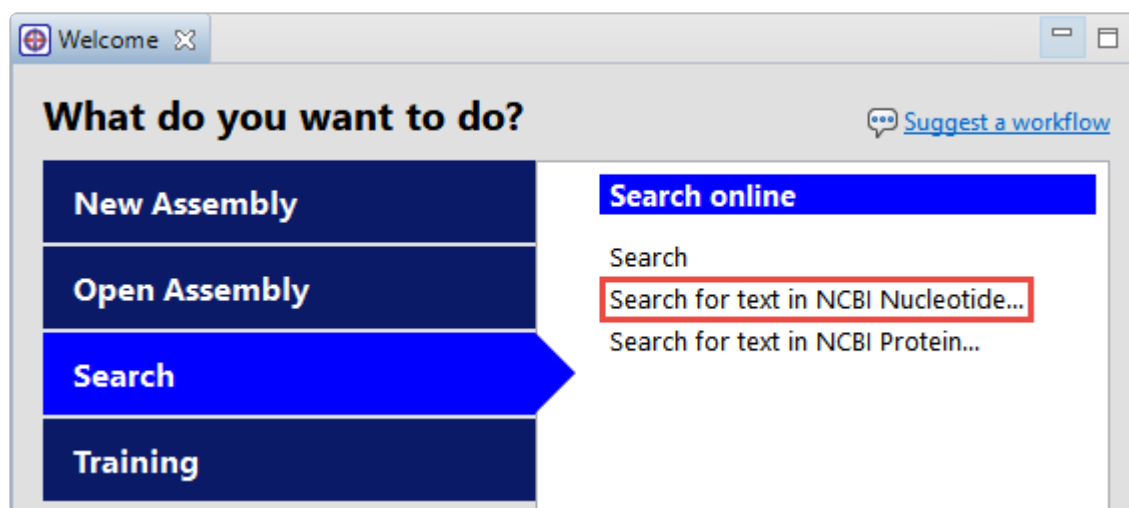 Welcome
What do you want to do?
Suggest a workflow
New Assembly
Open Assembly
Search
Training
Search online
Search
Search for text in NCBI Nucleotide...
Search for text in NCBI Protein...